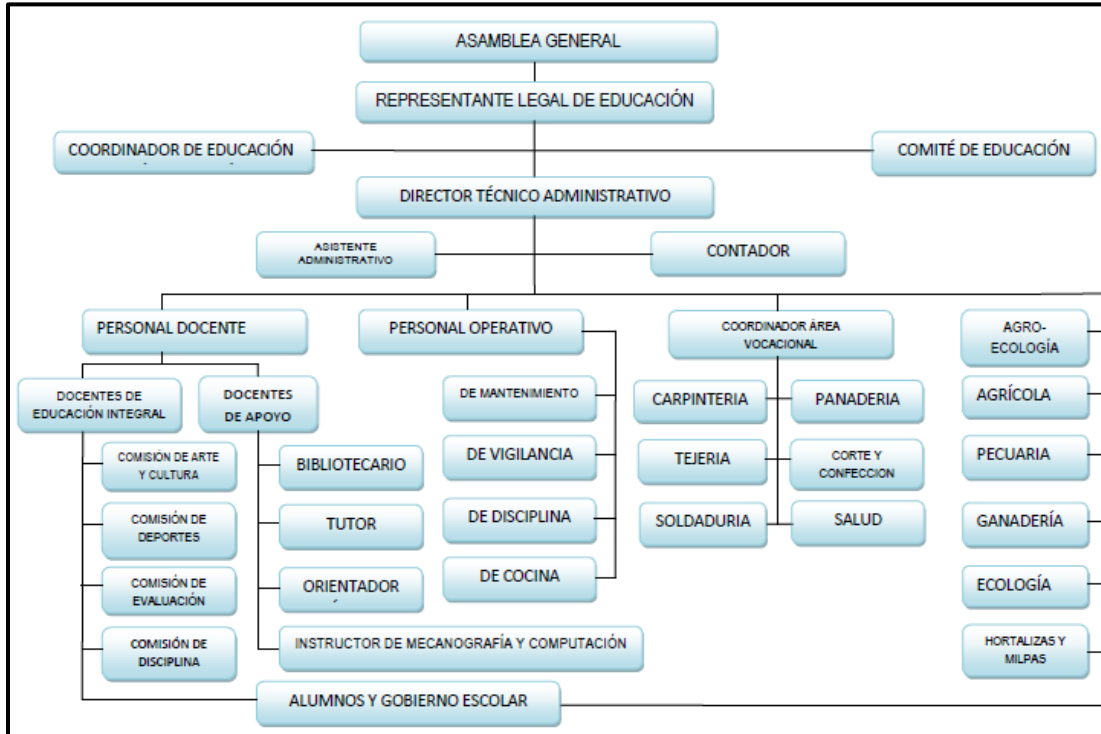 ASAMBLEA GENERAL
REPRESENTANTE LEGAL DE EDUCACIÓN
COORDINADOR DE EDUCACIÓN
COMITÉ DE EDUCACIÓN
DIRECTOR TÉCNICO ADMINISTRATIVO
ASISTENTE
ADMINISTRATIVO
CONTADOR
PERSONAL DOCENTE
PERSONAL OPERATIVO
COORDINADOR ÁREA
VOCACIONAL
AGRO-
ECOLOGÍA
DOCENTES DE
EDUCACIÓN INTEGRAL
DOCENTES
DE APOYO
DE MANTENIMIENTO
CARPINTERIA
PANADERIA
AGRÍCOLA
COMISIÓN DE ARTE
Y CULTURA
BIBLIOTECARIO
DE VIGILANCIA
TEJERIA
CORTE Y
CONFECCION
PECUARIA
COMISIÓN DE
DEPORTES
TUTOR
DE DISCIPLINA
SOLDADURIA
SALUD
GANADERÍA
COMISIÓN DE
EVALUACIÓN
ORIENTADOR
DE COCINA
ECOLOGÍA
COMISIÓN DE
DISCIPLINA
INSTRUCTOR DE MECANOGRAFÍA Y COMPUTACIÓN
HORTALIZAS Y
MILPAS
ALUMNOS Y GOBIERNO ESCOLAR